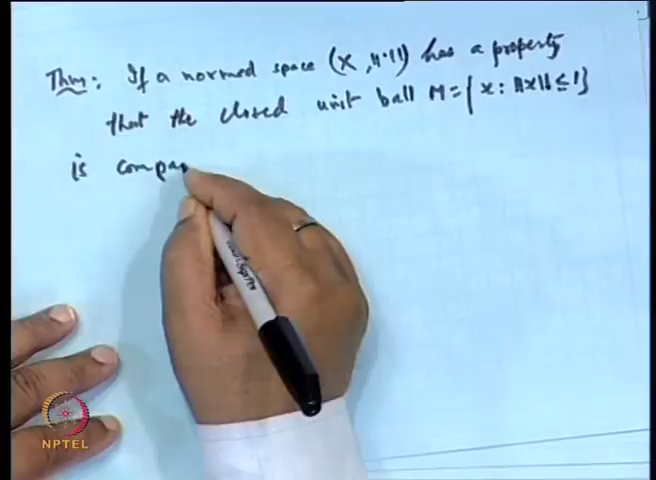 Thm: If a normed space (X, ||·||) has a property
that the closed unit ball M = { x : ||x|| ≤ 1 }
is compa
NPTEL